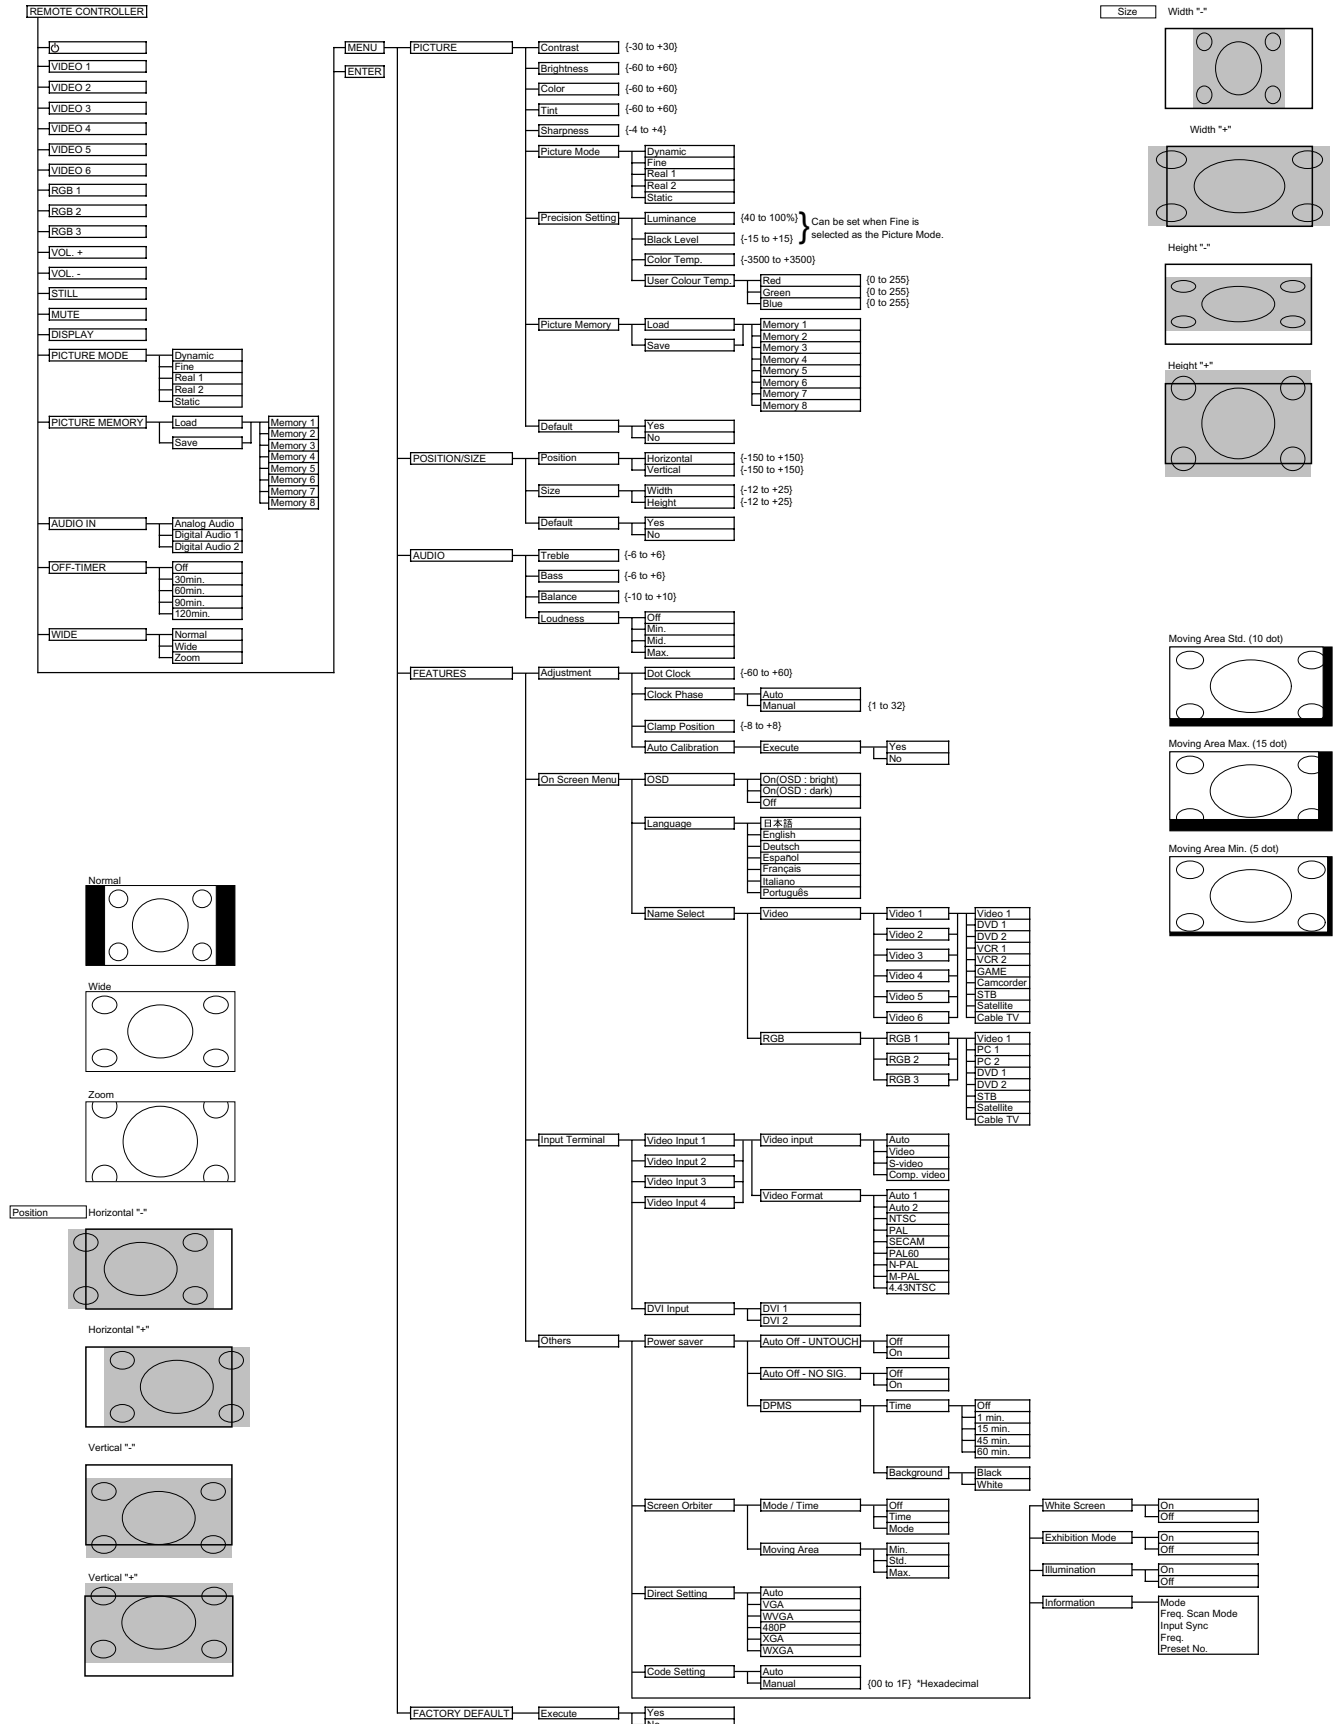 REMOTE CONTROLLER
VIDEO 1
VIDEO 2
VIDEO 3
VIDEO 4
VIDEO 5
VIDEO 6
RGB 1
RGB 2
RGB 3
VOL. +
VOL. -
STILL
MUTE
DISPLAY
PICTURE MODE
Dynamic
Fine
Real 1
Real 2
Static
PICTURE MEMORY
Load
Save
Memory 1
Memory 2
Memory 3
Memory 4
Memory 5
Memory 6
Memory 7
Memory 8
AUDIO IN
Analog Audio
Digital Audio 1
Digital Audio 2
OFF-TIMER
Off
30min.
60min.
90min.
120min.
WIDE
Normal
Wide
Zoom
MENU
ENTER
PICTURE
Contrast {-30 to +30}
Brightness {-60 to +60}
Color {-60 to +60}
Tint {-60 to +60}
Sharpness {-4 to +4}
Picture Mode
Dynamic
Fine
Real 1
Real 2
Static
Precision Setting
Luminance {40 to 100%}
Black Level {-15 to +15}
Can be set when Fine is
selected as the Picture Mode.
Color Temp. {-3500 to +3500}
User Colour Temp.
Red {0 to 255}
Green {0 to 255}
Blue {0 to 255}
Picture Memory
Load
Save
Memory 1
Memory 2
Memory 3
Memory 4
Memory 5
Memory 6
Memory 7
Memory 8
Default
Yes
No
POSITION/SIZE
Position
Horizontal {-150 to +150}
Vertical {-150 to +150}
Size
Width {-12 to +25}
Height {-12 to +25}
Default
Yes
No
AUDIO
Treble {-6 to +6}
Bass {-6 to +6}
Balance {-10 to +10}
Loudness
Off
Min.
Mid.
Max.
FEATURES
Adjustment
Dot Clock {-60 to +60}
Clock Phase
Auto
Manual {1 to 32}
Clamp Position {-8 to +8}
Auto Calibration
Execute
Yes
No
On Screen Menu
OSD
On(OSD : bright)
On(OSD : dark)
Off
Language
日本語
English
Deutsch
Español
Français
Italiano
Português
Name Select
Video
Video 1
Video 2
Video 3
Video 4
Video 5
Video 6
Video 1
DVD 1
DVD 2
VCR 1
VCR 2
GAME
Camcorder
STB
Satellite
Cable TV
RGB
RGB 1
RGB 2
RGB 3
Video 1
PC 1
PC 2
DVD 1
DVD 2
STB
Satellite
Cable TV
Input Terminal
Video Input 1
Video Input 2
Video Input 3
Video Input 4
Video input
Auto
Video
S-video
Comp. video
Video Format
Auto 1
Auto 2
NTSC
PAL
SECAM
PAL60
N-PAL
M-PAL
4.43NTSC
DVI Input
DVI 1
DVI 2
Others
Power saver
Auto Off - UNTOUCH
Off
On
Auto Off - NO SIG.
Off
On
DPMS
Time
Off
1 min.
15 min.
45 min.
60 min.
Background
Black
White
Screen Orbiter
Mode / Time
Off
Time
Mode
Moving Area
Min.
Std.
Max.
Direct Setting
Auto
VGA
WVGA
480P
XGA
WXGA
Code Setting
Auto
Manual {00 to 1F} *Hexadecimal
White Screen
On
Off
Exhibition Mode
On
Off
Illumination
On
Off
Information
Mode
Freq. Scan Mode
Input Sync
Freq.
Preset No.
FACTORY DEFAULT
Execute
Yes
No
Size
Width "-"
Width "+"
Height "-"
Height "+"
Moving Area Std. (10 dot)
Moving Area Max. (15 dot)
Moving Area Min. (5 dot)
Normal
Wide
Zoom
Position
Horizontal "-"
Horizontal "+"
Vertical "-"
Vertical "+"